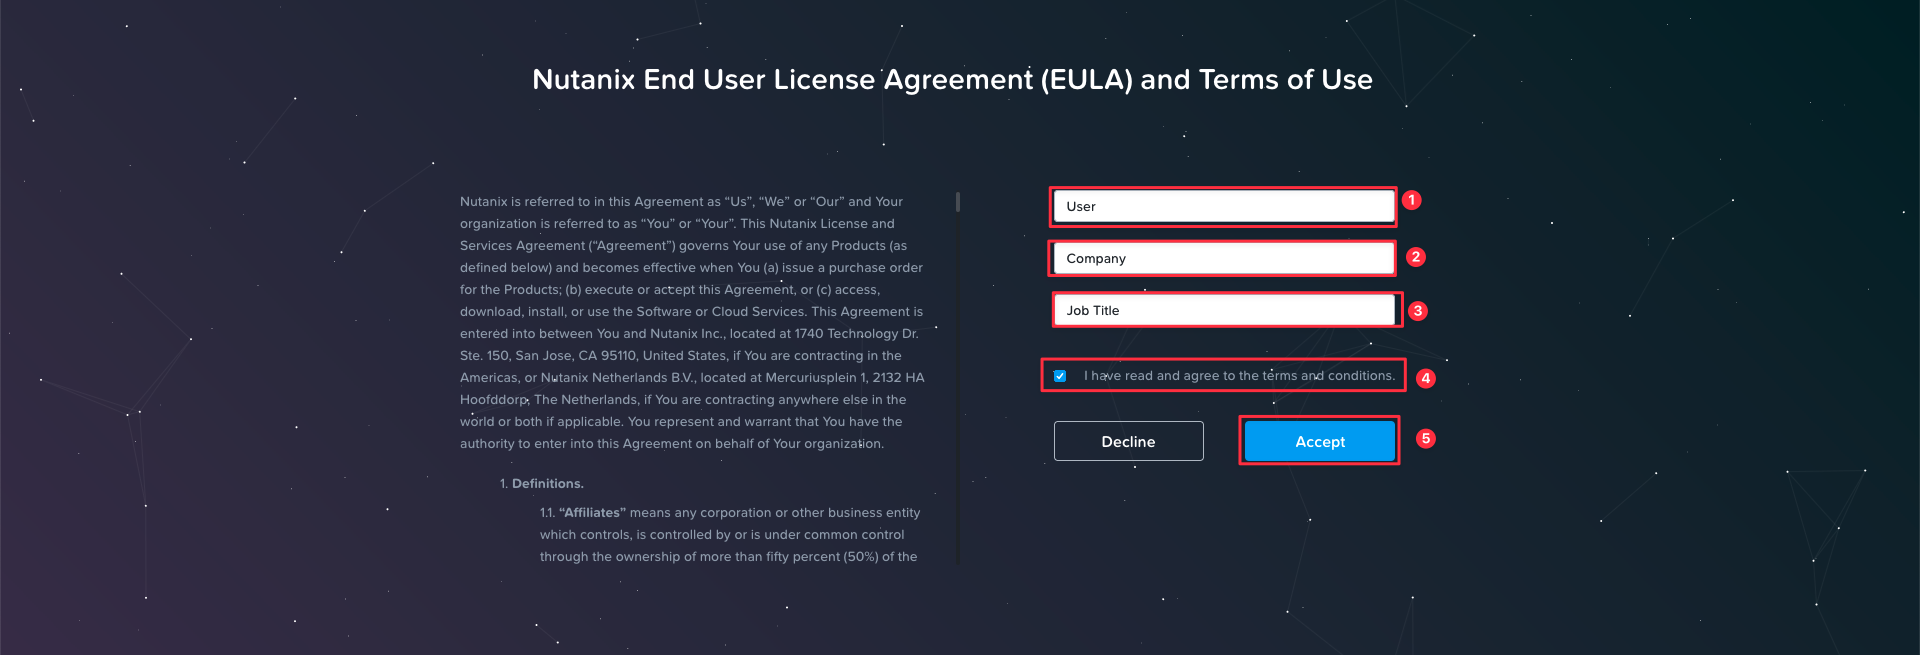 Nutanix End User License Agreement (EULA) and Terms of Use
Nutanix is referred to in this Agreement as “Us”, “We” or “Our” and Your
organization is referred to as “You” or “Your”. This Nutanix License and
Services Agreement (“Agreement”) governs Your use of any Products (as
defined below) and becomes effective when You (a) issue a purchase order
for the Products; (b) execute or accept this Agreement, or (c) access,
download, install, or use the Software or Cloud Services. This Agreement is
entered into between You and Nutanix Inc., located at 1740 Technology Dr.
Ste. 150, San Jose, CA 95110, United States, if You are contracting in the
Americas, or Nutanix Netherlands B.V., located at Mercuriusplein 1, 2132 HA
Hoofddorp, The Netherlands, if You are contracting anywhere else in the
world or both if applicable. You represent and warrant that You have the
authority to enter into this Agreement on behalf of Your organization.
1. Definitions.
1.1. “Affiliates” means any corporation or other business entity
which controls, is controlled by or is under common control
through the ownership of more than fifty percent (50%) of the
User
1
Company
2
Job Title
3
I have read and agree to the terms and conditions.
4
Decline
Accept
5